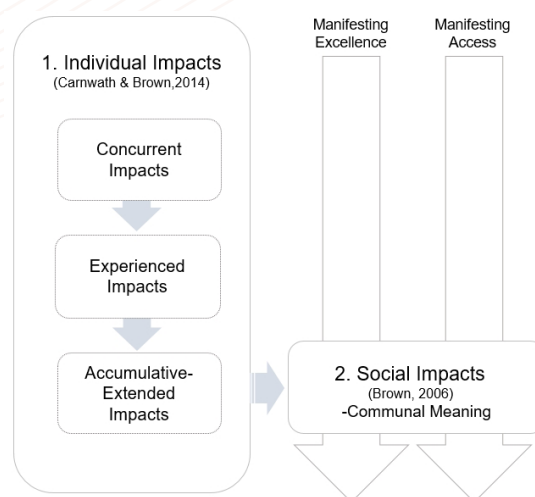 1. Individual Impacts
(Carnwath & Brown,2014)
Concurrent
Impacts
Experienced
Impacts
Accumulative-
Extended
Impacts
Manifesting
Excellence
Manifesting
Access
2. Social Impacts
(Brown, 2006)
-Communal Meaning